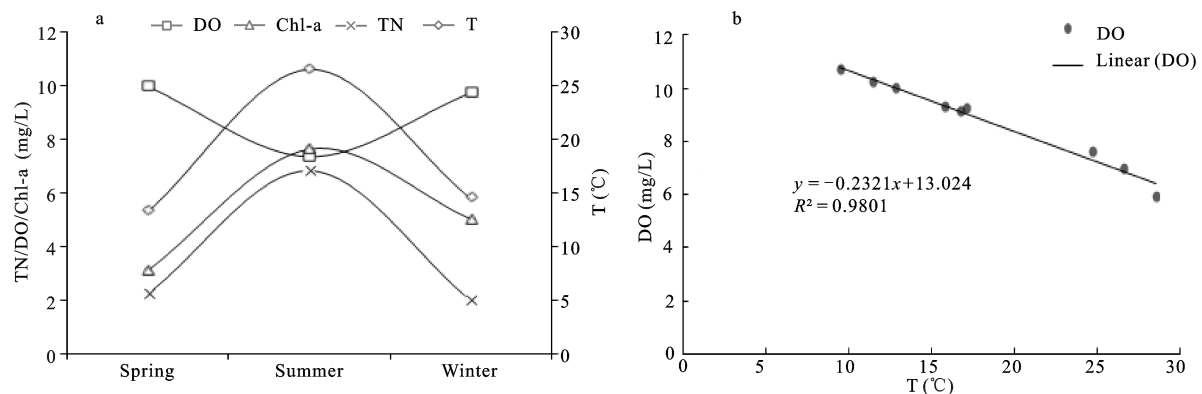 a
DO Chl-a TN T
12
10
8
6
4
2
0
TN/DO/Chl-a (mg/L)
30
25
20
15
10
5
0
T (℃)
Spring Summer Winter
b
DO
Linear (DO)
12
10
8
6
4
2
0
DO (mg/L)
y = −0.2321x+13.024
R² = 0.9801
0 5 10 15 20 25 30
T (℃)